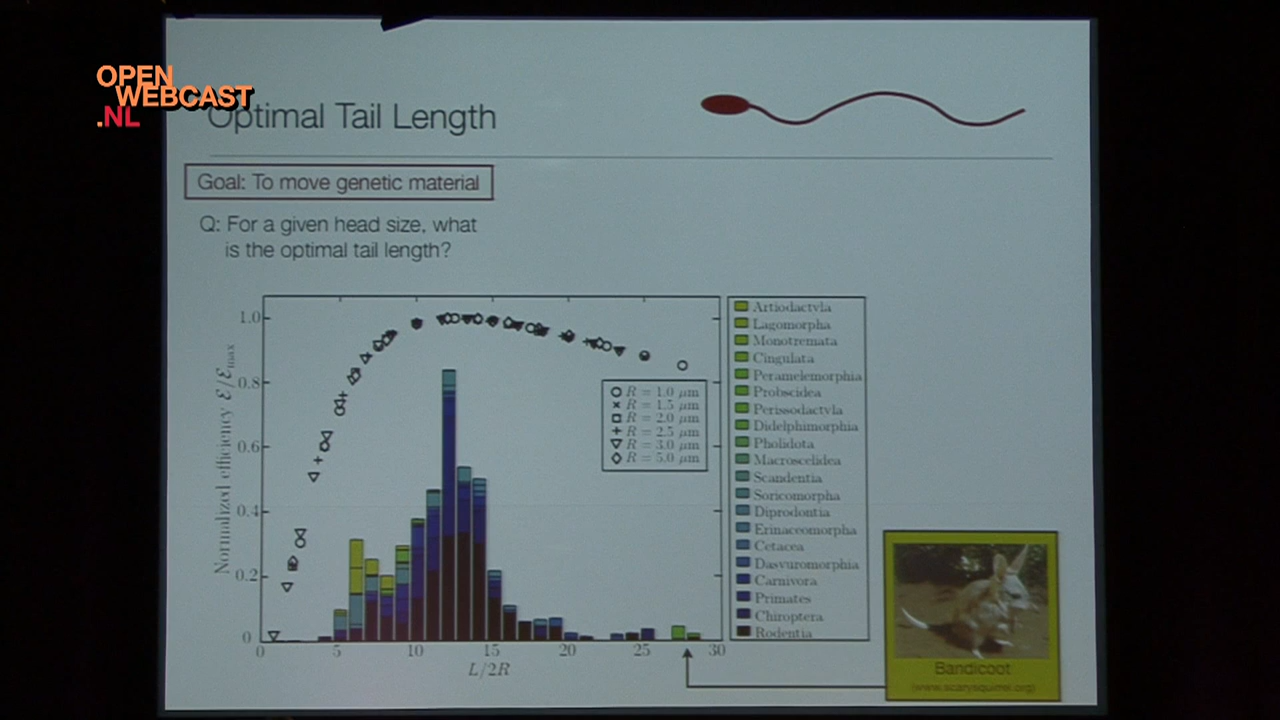 OPEN
WEBCAST
.NL
Optimal Tail Length
Goal: To move genetic material
Q: For a given head size, what
is the optimal tail length?
Normalized efficiency ℰ/ℰmax
1.0
0.8
0.6
0.4
0.2
0
0 5 10 15 20 25 30
L/2R
R = 1.0 μm
R = 1.5 μm
R = 2.0 μm
R = 2.5 μm
R = 3.0 μm
R = 5.0 μm
Artiodactyla
Lagomorpha
Monotremata
Cingulata
Peramelemorphia
Probscidea
Perissodactyla
Didelphimorphia
Pholidota
Macroscelidea
Scandentia
Soricomorpha
Diprodontia
Erinaceomorpha
Cetacea
Dasyuromorphia
Carnivora
Primates
Chiroptera
Rodentia
Bandicoot
(www.scarysquirrel.org)